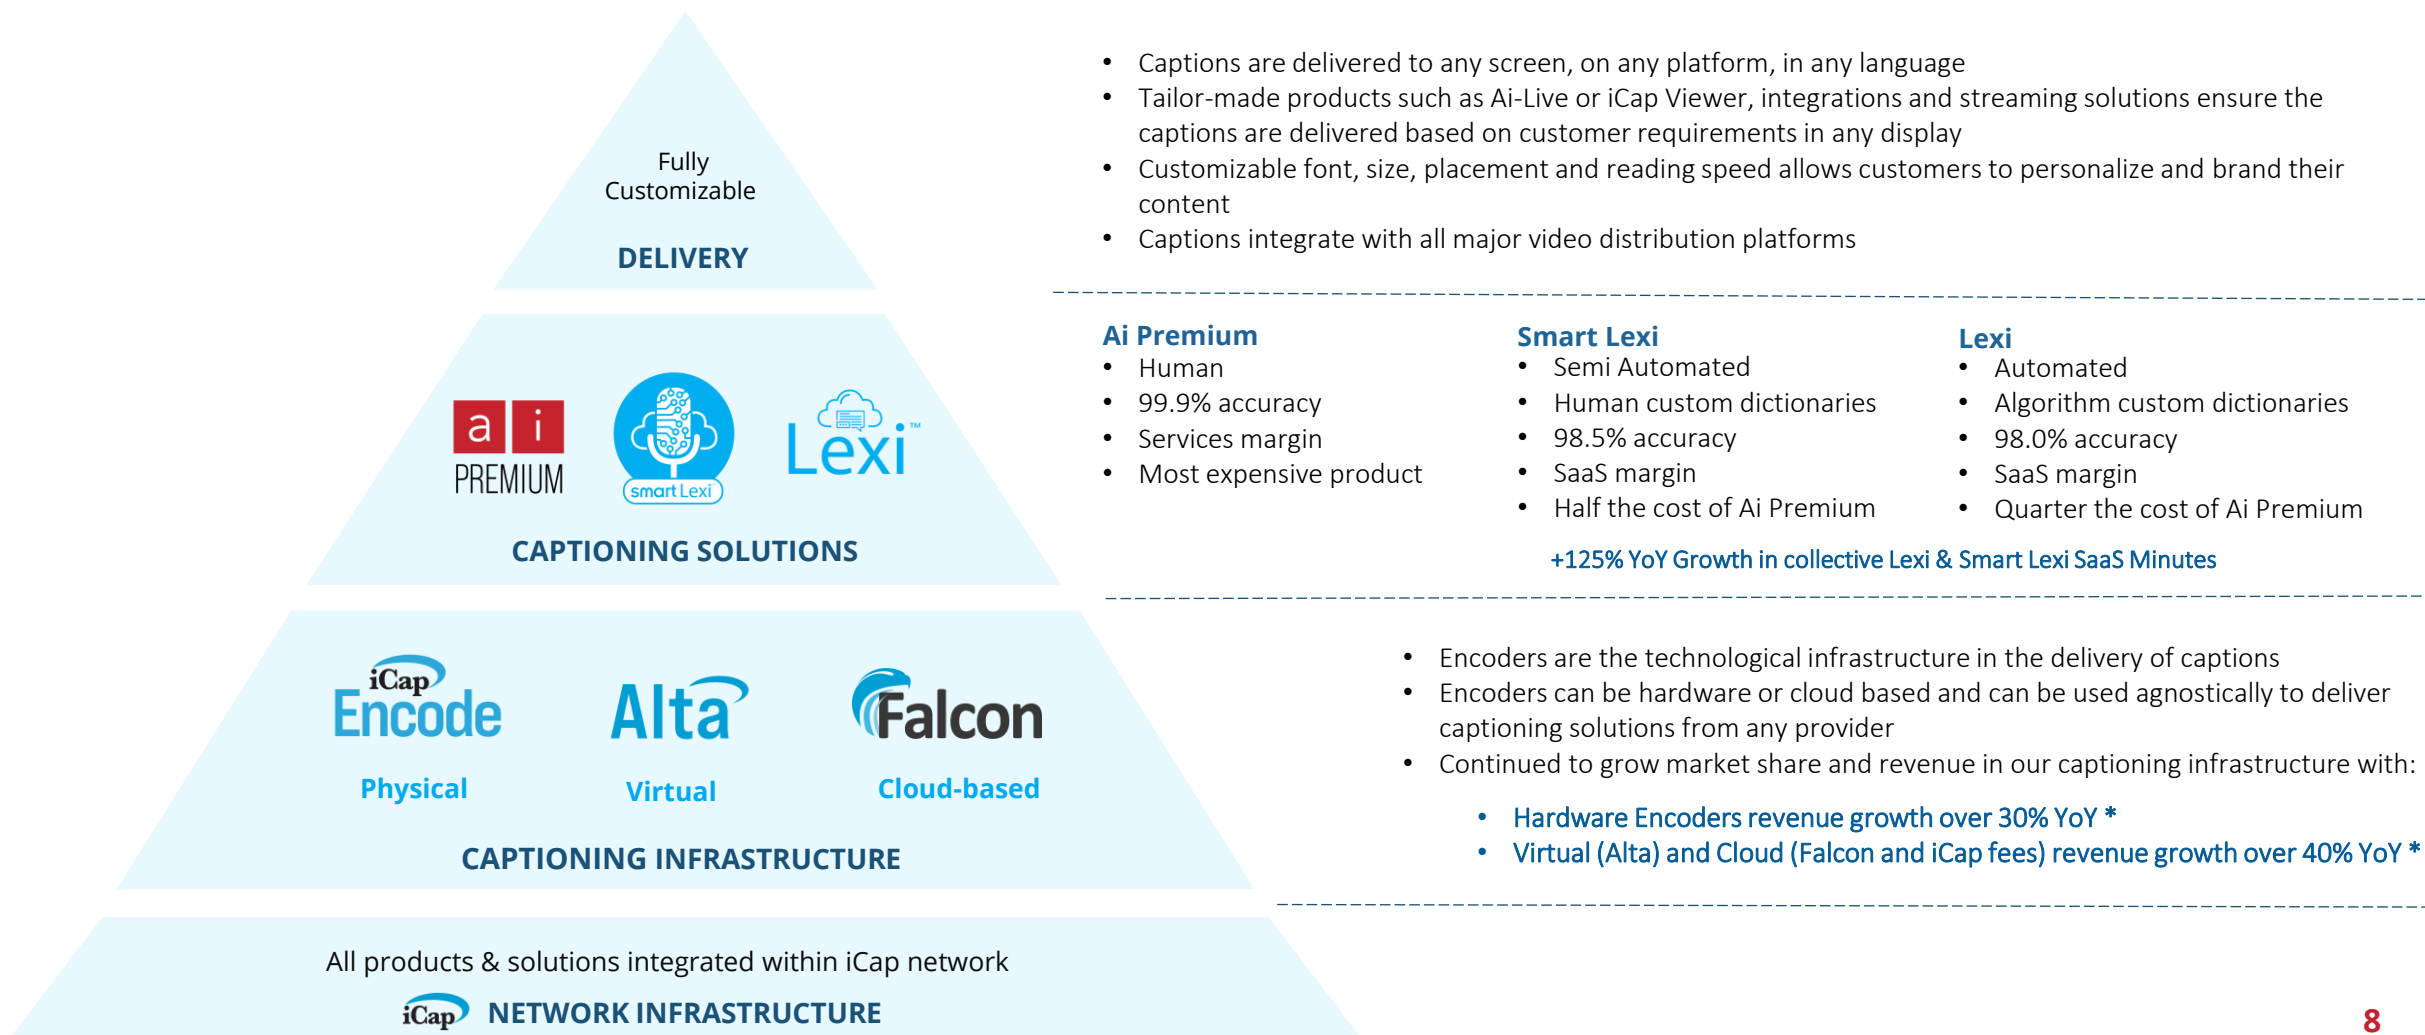 Fully
Customizable
DELIVERY
• Captions are delivered to any screen, on any platform, in any language
• Tailor-made products such as Ai-Live or iCap Viewer, integrations and streaming solutions ensure the
captions are delivered based on customer requirements in any display
• Customizable font, size, placement and reading speed allows customers to personalize and brand their
content
• Captions integrate with all major video distribution platforms
ai
PREMIUM
smart Lexi
Lexi™
CAPTIONING SOLUTIONS
Ai Premium
• Human
• 99.9% accuracy
• Services margin
• Most expensive product
Smart Lexi
• Semi Automated
• Human custom dictionaries
• 98.5% accuracy
• SaaS margin
• Half the cost of Ai Premium
Lexi
• Automated
• Algorithm custom dictionaries
• 98.0% accuracy
• SaaS margin
• Quarter the cost of Ai Premium
+125% YoY Growth in collective Lexi & Smart Lexi SaaS Minutes
iCap
Encode
Physical
Alta
Virtual
Falcon
Cloud-based
CAPTIONING INFRASTRUCTURE
• Encoders are the technological infrastructure in the delivery of captions
• Encoders can be hardware or cloud based and can be used agnostically to deliver
captioning solutions from any provider
• Continued to grow market share and revenue in our captioning infrastructure with:
• Hardware Encoders revenue growth over 30% YoY *
• Virtual (Alta) and Cloud (Falcon and iCap fees) revenue growth over 40% YoY *
All products & solutions integrated within iCap network
iCap NETWORK INFRASTRUCTURE
8